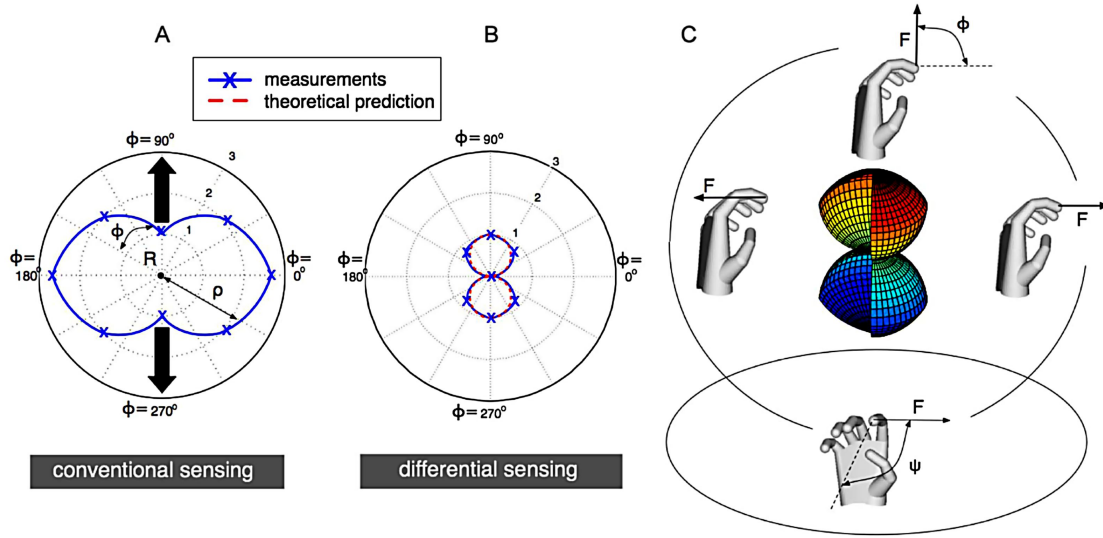 A
B
C
measurements
theoretical prediction
ϕ= 90°
3
2
1
ϕ
R
ρ
ϕ=
180°
ϕ=
0°
ϕ= 270°
conventional sensing
ϕ= 90°
3
2
1
ϕ=
180°
ϕ=
0°
ϕ= 270°
differential sensing
F
ϕ
F
F
F
ψ